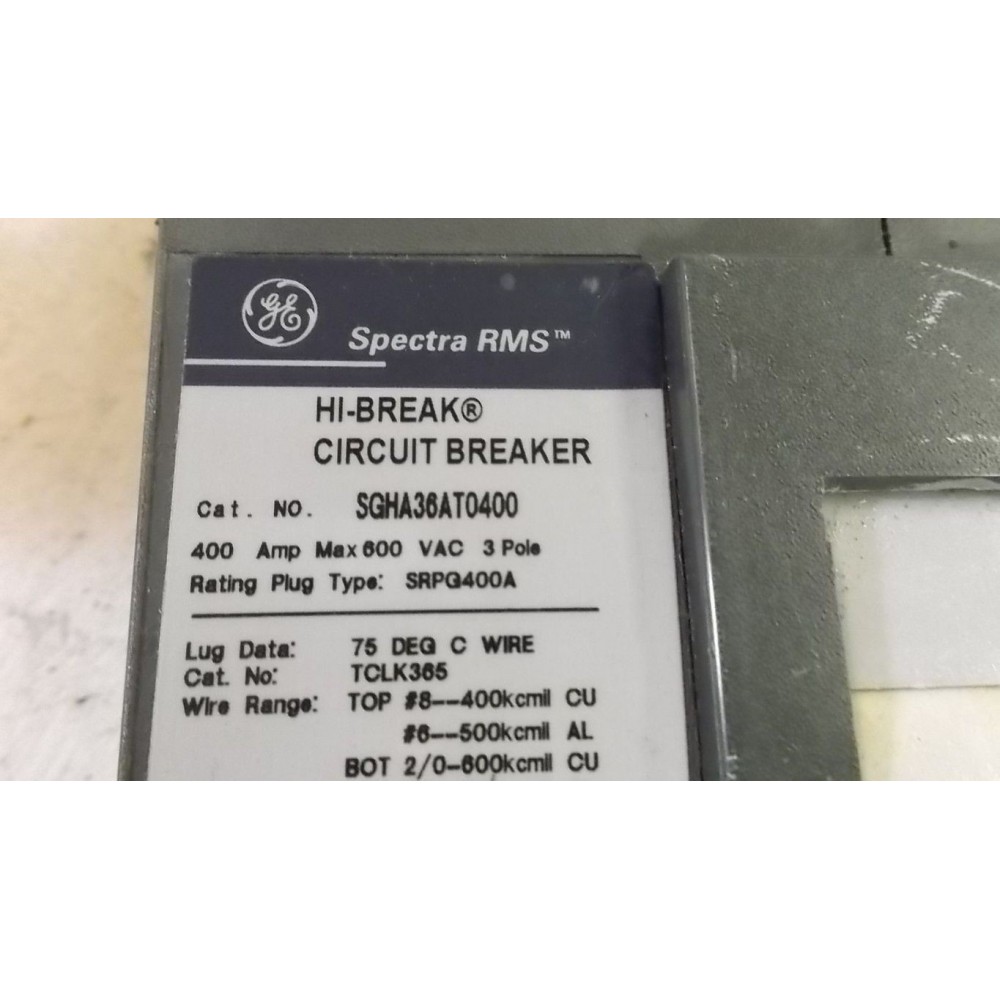 GE Spectra RMS™
HI-BREAK®
CIRCUIT BREAKER
Cat. NO. SGHA36AT0400
400 Amp Max 600 VAC 3 Pole
Rating Plug Type: SRPG400A
Lug Data: 75 DEG C WIRE
Cat. No: TCLK365
Wire Range: TOP #8--400kcmil CU
#6--500kcmil AL
BOT 2/0-600kcmil CU